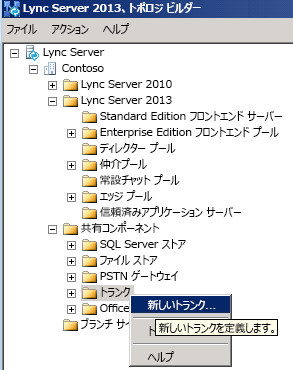 Lync Server 2013、トポロジ ビルダー
ファイル アクション ヘルプ
Lync Server
Contoso
Lync Server 2010
Lync Server 2013
Standard Edition フロントエンド サーバー
Enterprise Edition フロントエンド プール
ディレクター プール
仲介プール
常設チャット プール
エッジ プール
信頼済みアプリケーション サーバー
共有コンポーネント
SQL Server ストア
ファイル ストア
PSTN ゲートウェイ
トランク
新しいトランク...
Office
ト
新しいトランクを定義します。
ブランチ サイ
ヘルプ